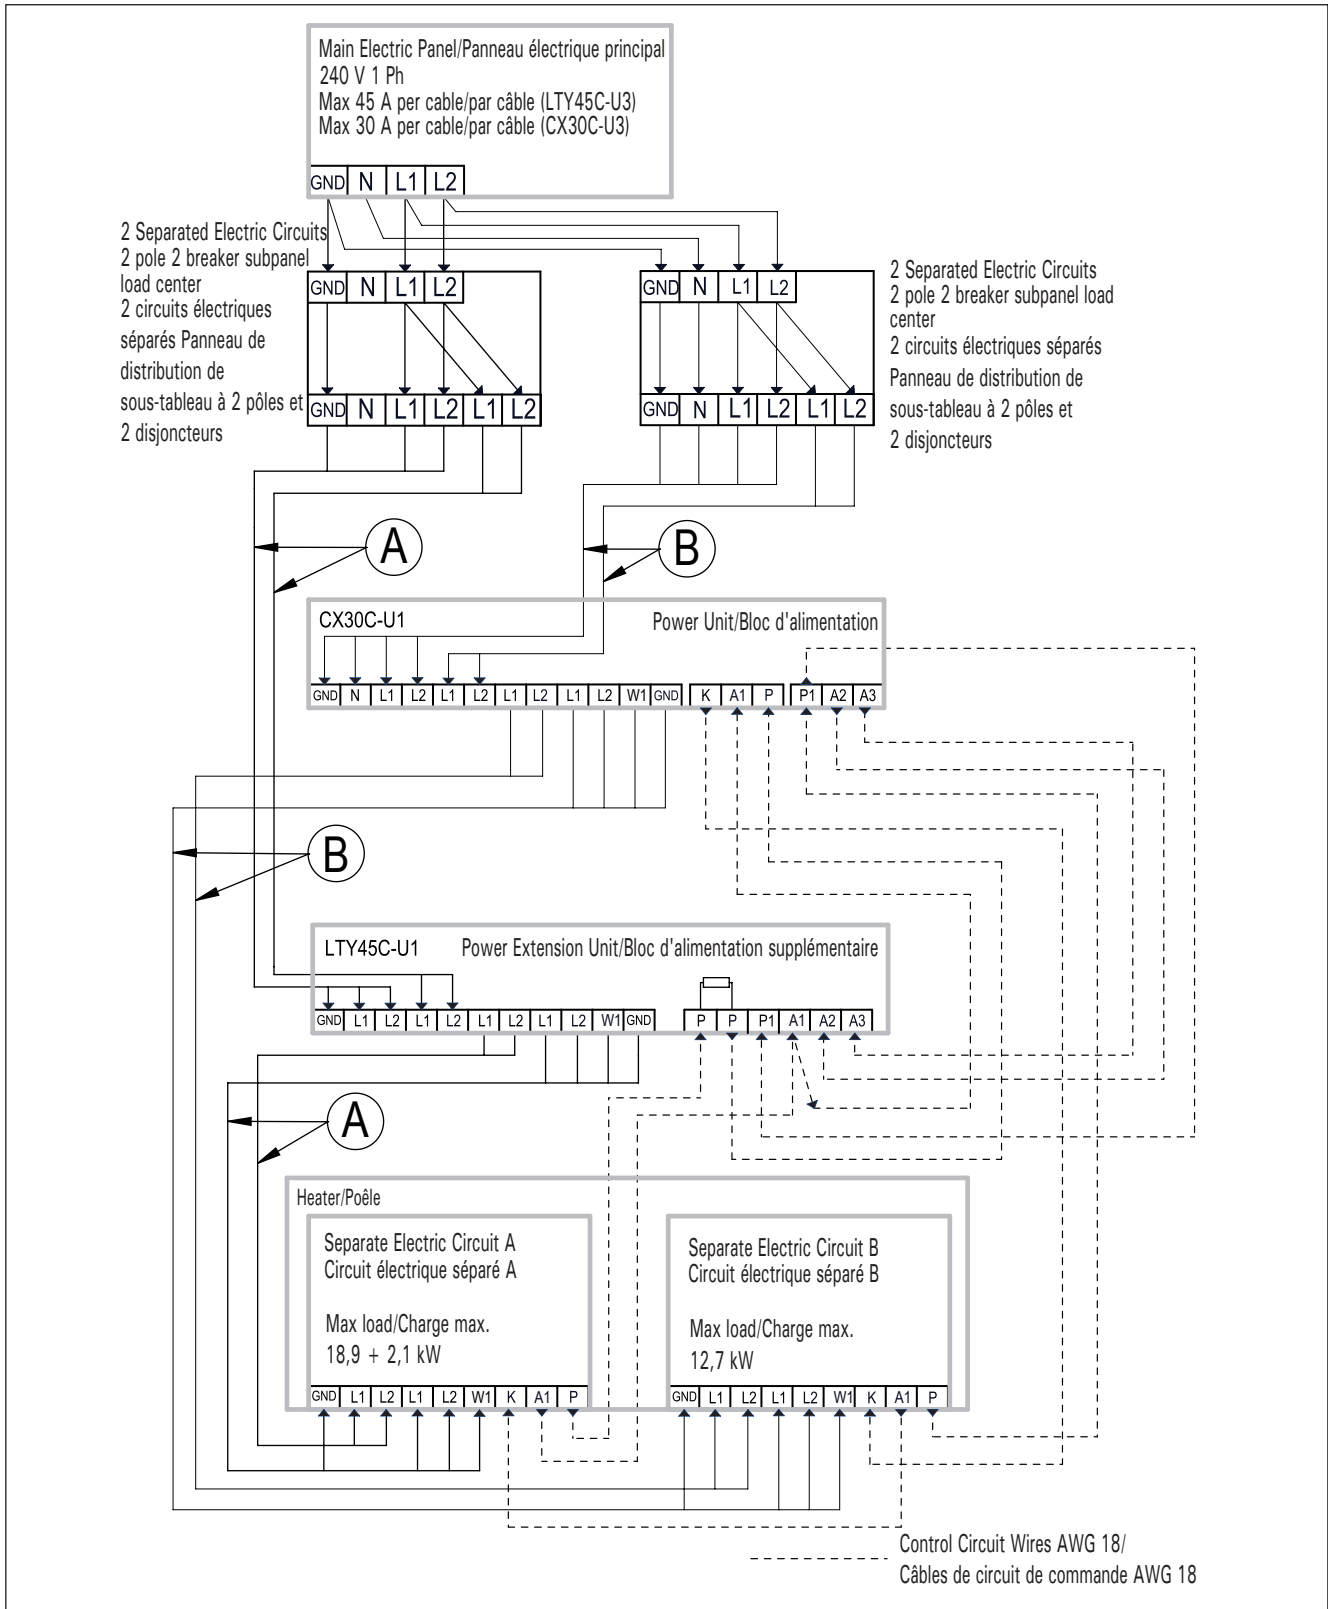 Main Electric Panel/Panneau électrique principal
240 V 1 Ph
Max 45 A per cable/par câble (LTY45C-U3)
Max 30 A per cable/par câble (CX30C-U3)
GND N L1 L2
2 Separated Electric Circuits
2 pole 2 breaker subpanel
load center
2 circuits électriques
séparés Panneau de
distribution de
sous-tableau à 2 pôles et
2 disjoncteurs
GND N L1 L2
GND N L1 L2 L1 L2
GND N L1 L2
GND N L1 L2 L1 L2
2 Separated Electric Circuits
2 pole 2 breaker subpanel load
center
2 circuits électriques séparés
Panneau de distribution de
sous-tableau à 2 pôles et
2 disjoncteurs
A
B
CX30C-U1
Power Unit/Bloc d'alimentation
GND N L1 L2 L1 L2 L1 L2 L1 L2 W1 GND K A1 P P1 A2 A3
B
LTY45C-U1
Power Extension Unit/Bloc d'alimentation supplémentaire
GND L1 L2 L1 L2 L1 L2 L1 L2 W1 GND P P P1 A1 A2 A3
A
Heater/Poêle
Separate Electric Circuit A
Circuit électrique séparé A
Max load/Charge max.
18,9 + 2,1 kW
GND L1 L2 L1 L2 W1 K A1 P
Separate Electric Circuit B
Circuit électrique séparé B
Max load/Charge max.
12,7 kW
GND L1 L2 L1 L2 W1 K A1 P
Control Circuit Wires AWG 18/
Câbles de circuit de commande AWG 18